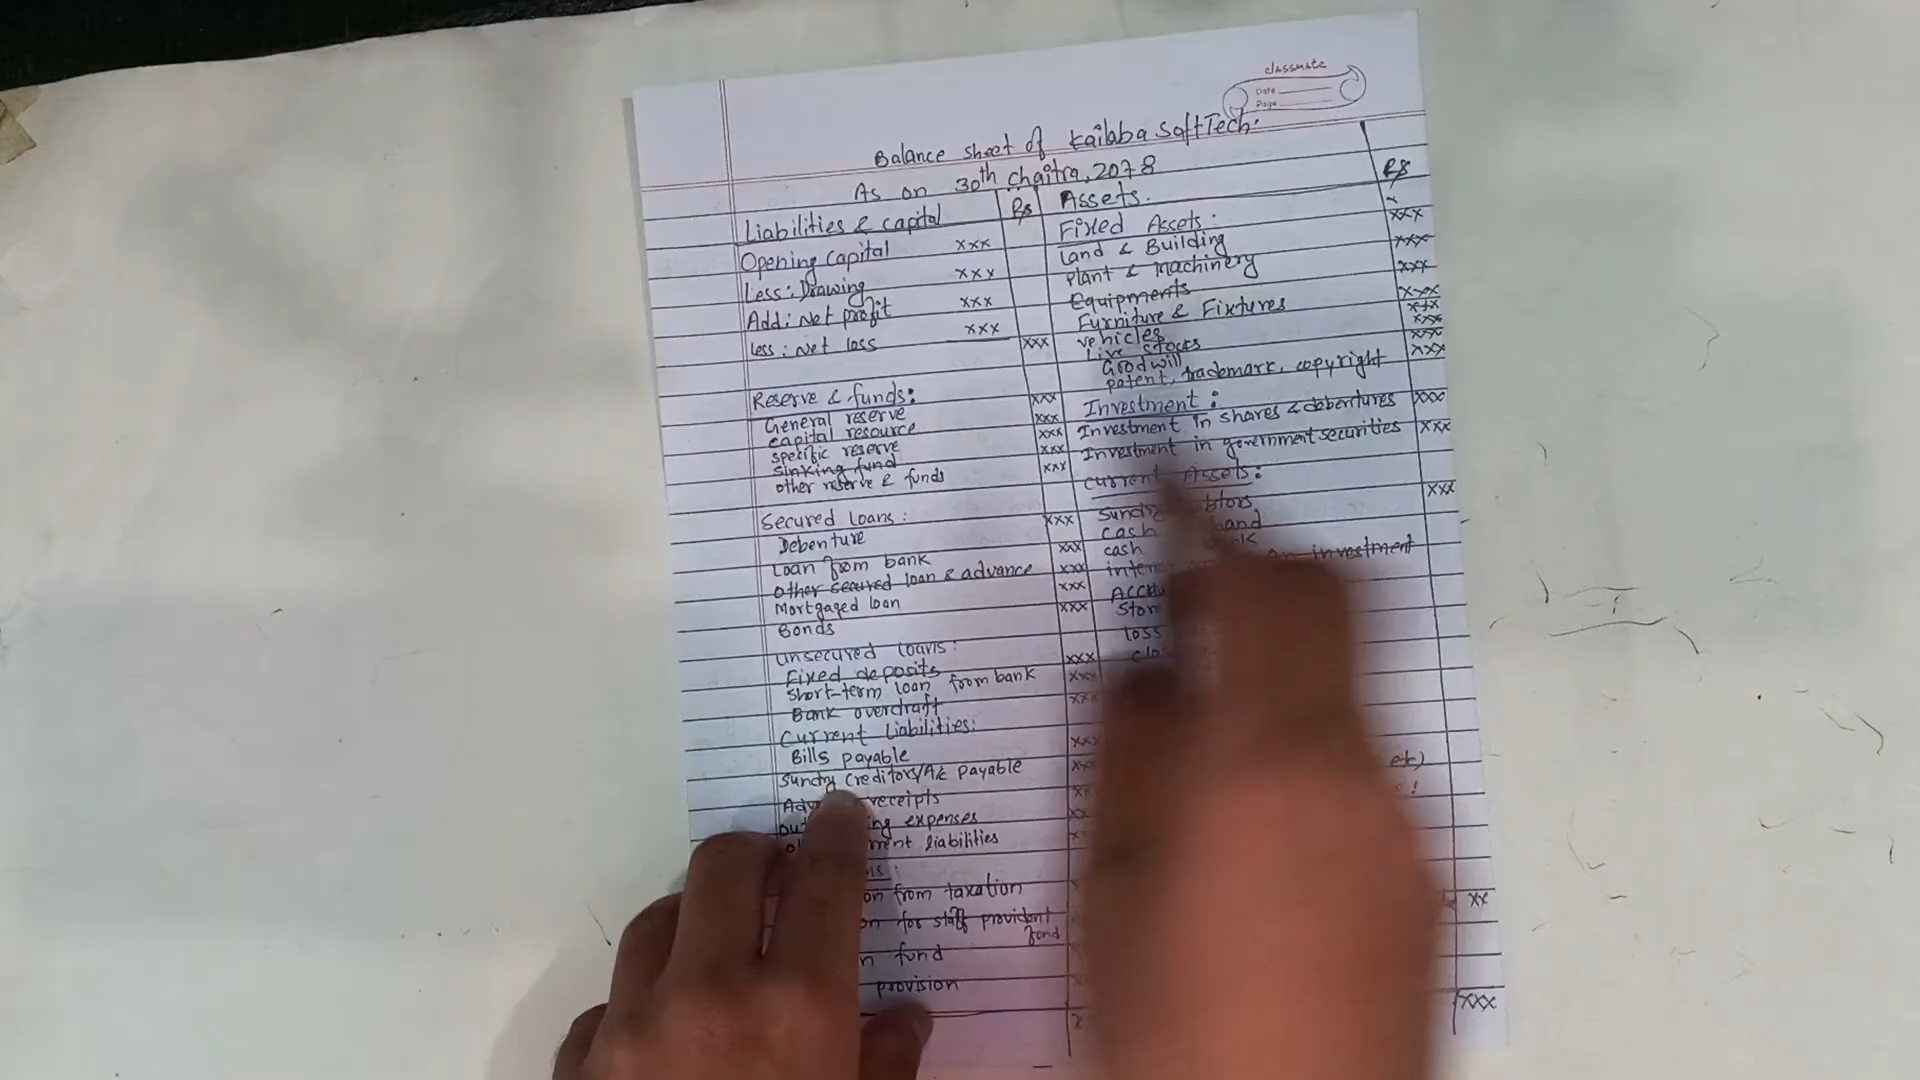 classmate
Date
Page
Balance sheet of Kailaba SoftTech.
As on 30th Chaitra, 2078
Liabilities & capital Rs
Opening capital xxx
Less: Drawing xxx
Add: Net profit xxx
Less: Net loss xxx xxx
Reserve & funds:
General reserve xxx
capital resource xxx
specific reserve xxx
sinking fund xxx
other reserve & funds xxx
Secured Loans:
Debenture xxx
Loan from bank xxx
Other secured loan & advance xxx
Mortgaged loan xxx
Bonds xxx
Unsecured loans:
Fixed deposits xxx
Short-term loan from bank xxx
Bank overdraft xxx
Current Liabilities:
Bills payable xxx
Sundry Creditors/A/c payable
receipts
expenses
liabilities
from taxation
for staff provident
fund
fund
provision
Assets. Rs
Fixed Assets:
Land & Building xxx
Plant & Machinery xxx
Equipments xxx
Furniture & Fixtures xxx
vehicles xxx
Live stocks xxx
Goodwill xxx
patent, trademark, copyright xxx
Investment:
Investment in shares & debentures xxx
Investment in government securities xxx
Current Assets:
xxx
cash
cash
investment
loss
etc)
xx
xxx